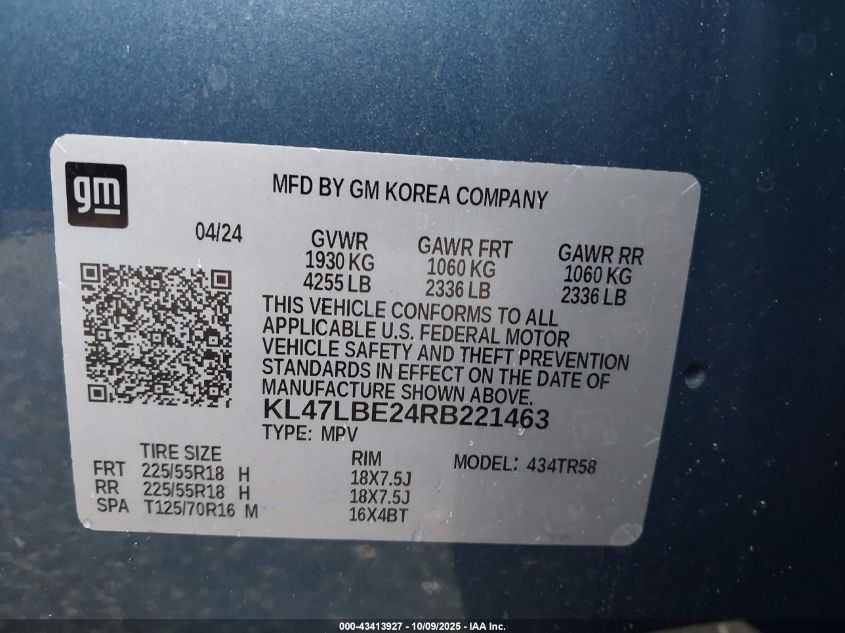 gm
MFD BY GM KOREA COMPANY
04/24
GVWR GAWR FRT GAWR RR
1930 KG 1060 KG 1060 KG
4255 LB 2336 LB 2336 LB
THIS VEHICLE CONFORMS TO ALL
APPLICABLE U.S. FEDERAL MOTOR
VEHICLE SAFETY AND THEFT PREVENTION
STANDARDS IN EFFECT ON THE DATE OF
MANUFACTURE SHOWN ABOVE.
KL47LBE24RB221463
TYPE: MPV
TIRE SIZE RIM MODEL: 434TR58
FRT 225/55R18 H 18X7.5J
RR 225/55R18 H 18X7.5J
SPA T125/70R16 M 16X4BT
000-43413927 - 10/09/2025 - IAA Inc.